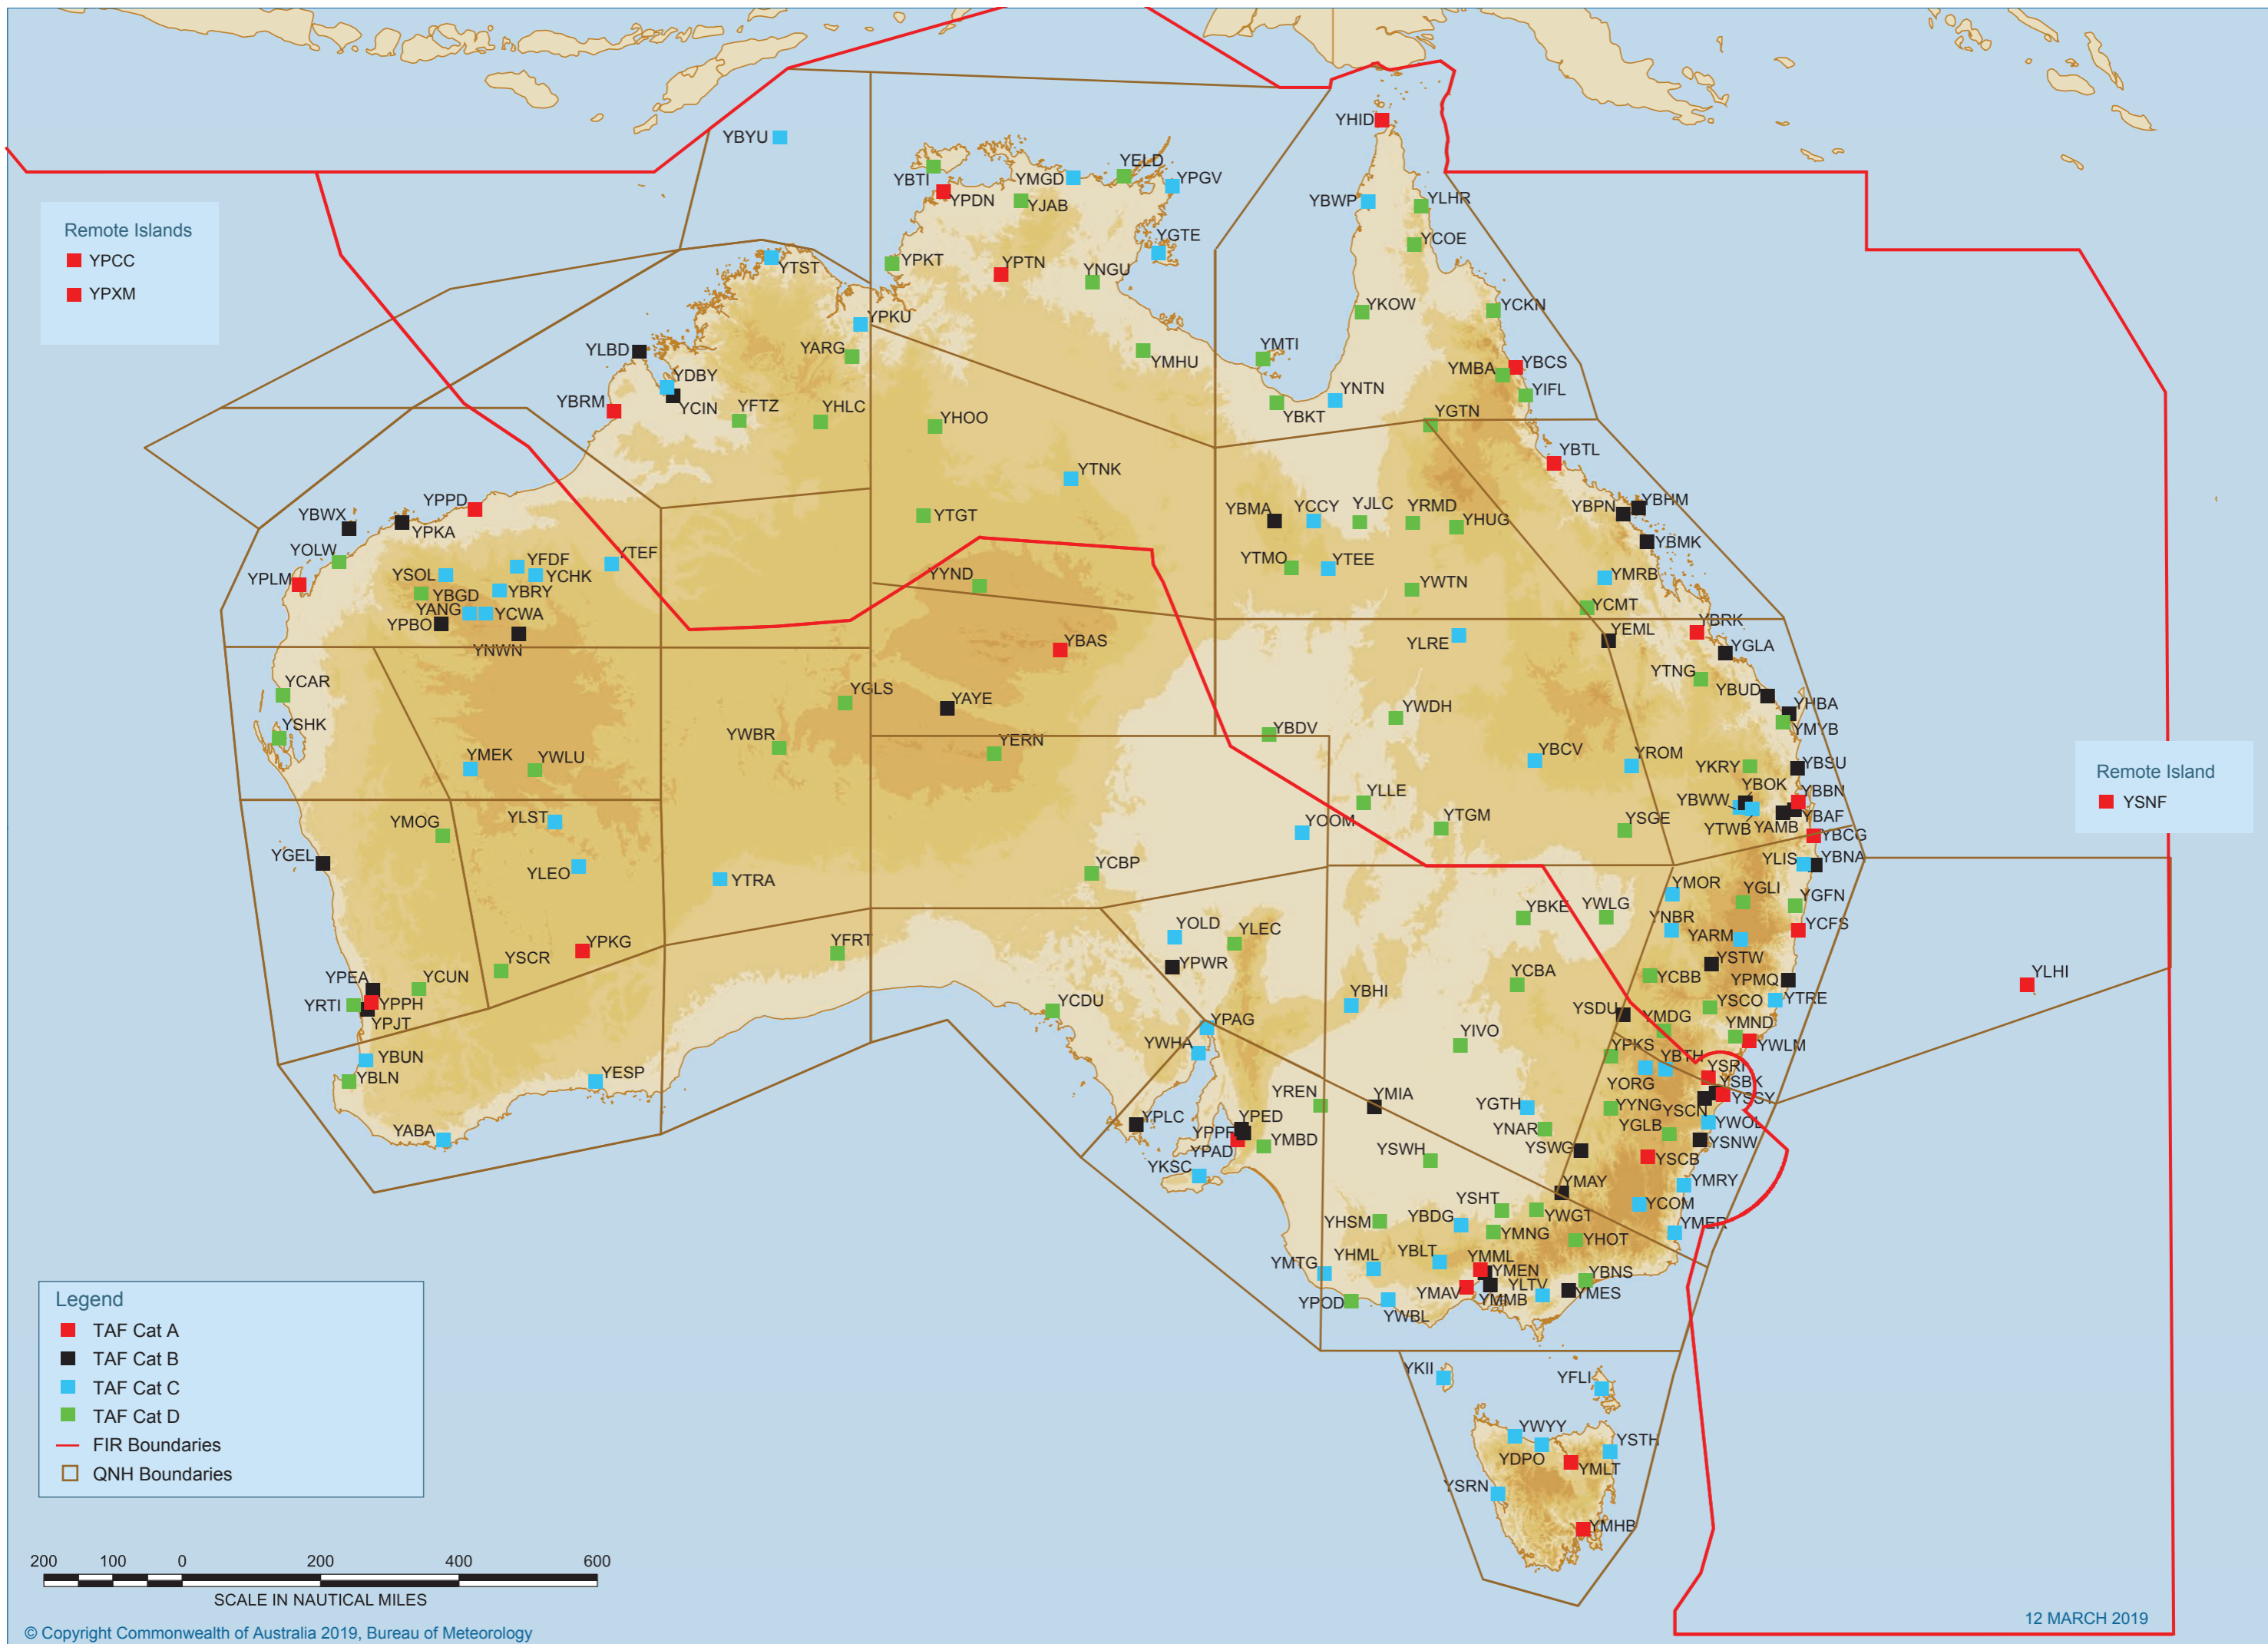 YHID
YBYU
YELD
YBTI
YMGD
YPGV
YPDN
YJAB
YBWP
YLHR
Remote Islands
YPCC
YPXM
YCOE
YGTE
YTST
YPKT
YPTN
YNGU
YKOW
YCKN
YPKU
YLBD
YARG
YMHU
YMTI
YMBA
YBCS
YDBY
YIFL
YBRM
YCIN
YFTZ
YHLC
YHOO
YBKT
YNTN
YGTN
YBTL
YTNK
YPPD
YBWX
YPKA
YTGT
YBMA
YCCY
YJLC
YRMD
YHUG
YBPN
YBHM
YBMK
YOLW
YPLM
YSOL
YFDF
YCHK
YTEF
YBGD
YBRY
YANG
YCWA
YPBO
YNWN
YYND
YTMO
YTEE
YWTN
YMRB
YCMT
YBRK
YEML
YLRE
YGLA
YBAS
YTNG
YBUD
YCAR
YGLS
YAYE
YHBA
YSHK
YWDH
YMYB
YWBR
YERN
YBDV
YMEK
YWLU
YBCV
YROM
YKRY
YBSU
YBOK
YBWW
YBBN
Remote Island
YSNF
YLLE
YTWB
YAMB
YBAF
YMOG
YLST
YCOM
YTGM
YSGE
YBCG
YGEL
YLEO
YTRA
YCBP
YLIS
YBNA
YMOR
YGLI
YGFN
YBKE
YWLG
YNBR
YCFS
YARM
YOLD
YLEC
YFRT
YPKG
YSCR
YPWR
YSTW
YPEA
YCUN
YCBA
YCBB
YPMQ
YLHI
YRTI
YPPH
YPJT
YCDU
YBHI
YSDU
YSCO
YTRE
YPAG
YIVO
YMDG
YMND
YWLM
YBUN
YWHA
YPKS
YBTH
YSRI
YBLN
YESP
YORG
YSBK
YREN
YMIA
YGTH
YYNG
YSCN
YSSY
YABA
YPLC
YPED
YPPF
YPAD
YMBD
YNAR
YGLB
YWOL
YSWG
YSNW
YKSC
YSWH
YSCB
YMAY
YMRY
YSHT
YWGT
YCOM
YHSM
YBDG
YMNG
YHOT
YMER
YMTG
YHML
YBLT
YMML
YMEN
YBNS
YPOD
YWBL
YMAV
YMMB
YLTV
YMES
Legend
TAF Cat A
TAF Cat B
TAF Cat C
TAF Cat D
FIR Boundaries
QNH Boundaries
YKII
YFLI
YWYY
YDPO
YSTH
YMLT
YSRN
YMHB
200 100 0 200 400 600
SCALE IN NAUTICAL MILES
12 MARCH 2019
© Copyright Commonwealth of Australia 2019, Bureau of Meteorology